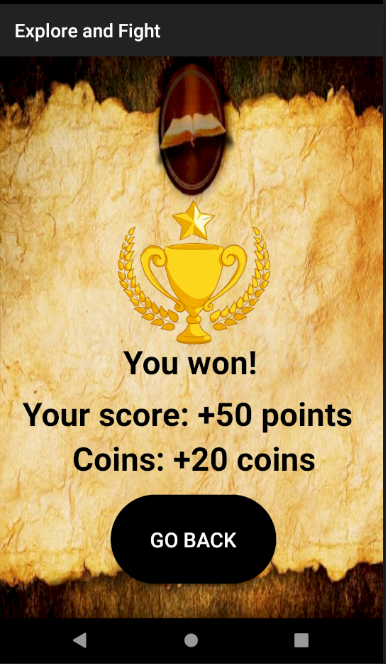 Explore and Fight
You won!
Your score: +50 points
Coins: +20 coins
GO BACK